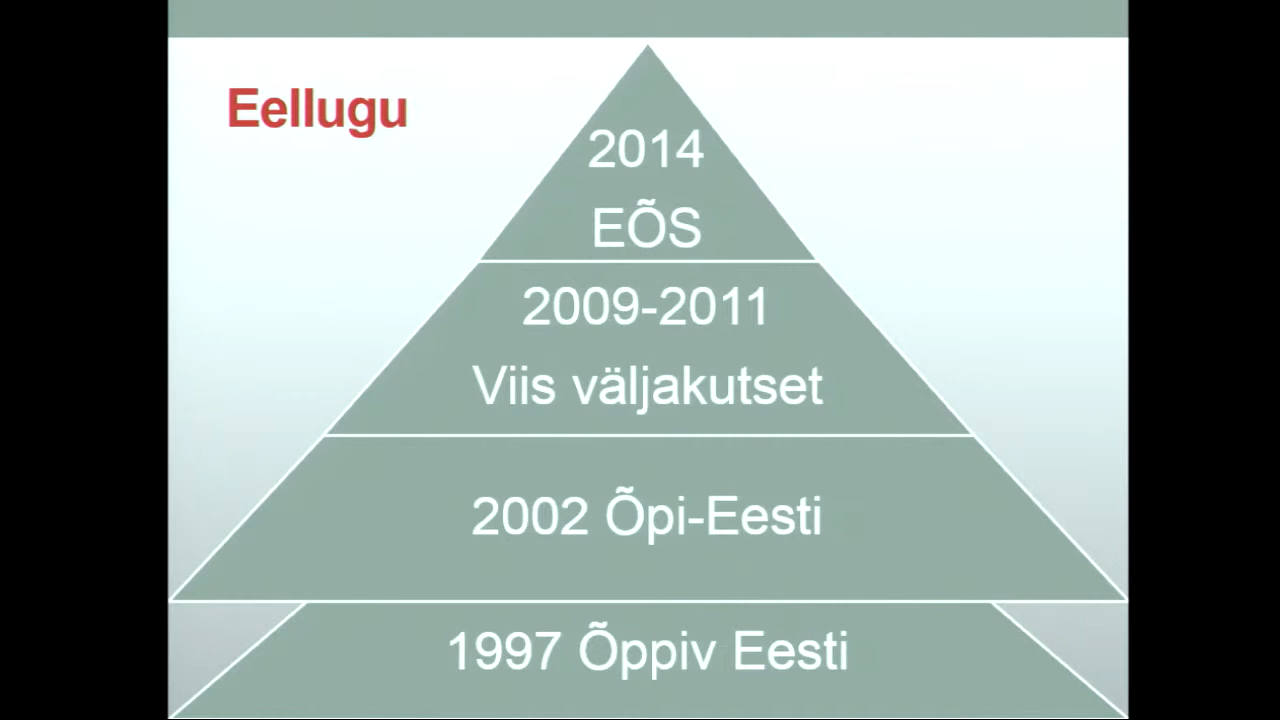 Eellugu
2014
EÕS
2009-2011
Viis väljakutset
2002 Õpi-Eesti
1997 Õppiv Eesti